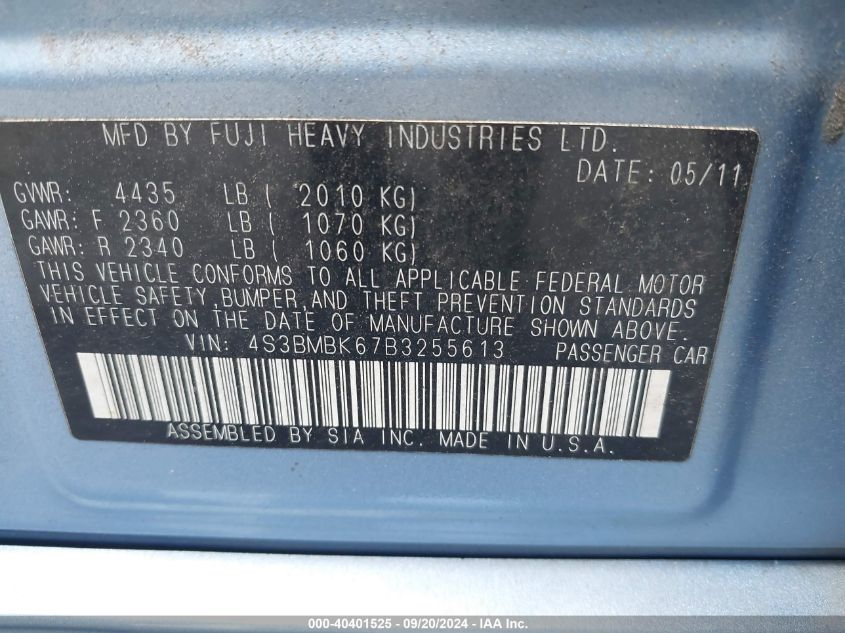 MFD BY FUJI HEAVY INDUSTRIES LTD.
DATE: 05/11
GVWR: 4435 LB ( 2010 KG)
GAWR: F 2360 LB ( 1070 KG)
GAWR: R 2340 LB ( 1060 KG)
THIS VEHICLE CONFORMS TO ALL APPLICABLE FEDERAL MOTOR
VEHICLE SAFETY, BUMPER, AND THEFT PREVENTION STANDARDS
IN EFFECT ON THE DATE OF MANUFACTURE SHOWN ABOVE.
VIN: 4S3BMBK67B3255613 PASSENGER CAR
ASSEMBLED BY SIA INC. MADE IN U.S.A.
000-40401525 - 09/20/2024 - IAA Inc.